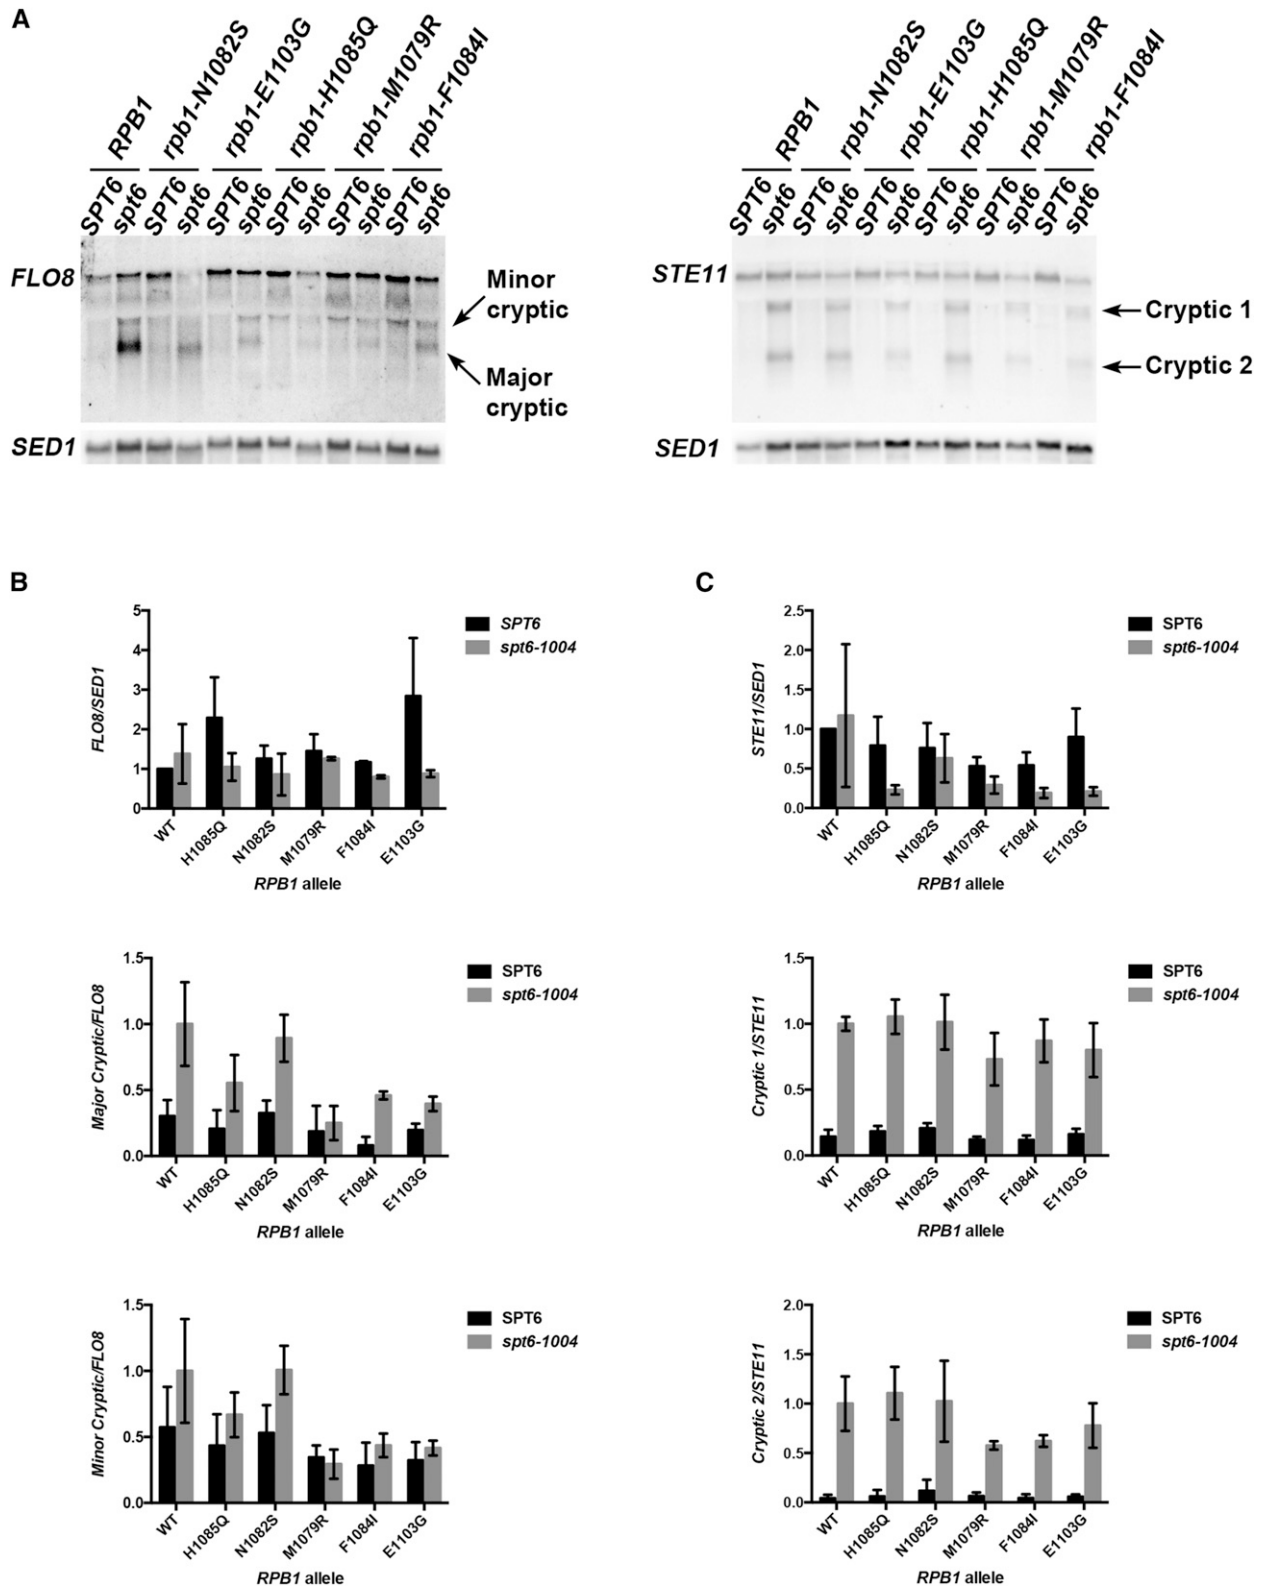 A
RPB1
rpb1-N1082S
rpb1-E1103G
rpb1-H1085Q
rpb1-M1079R
rpb1-F1084I
SPT6
spt6
SPT6
spt6
SPT6
spt6
SPT6
spt6
SPT6
spt6
SPT6
spt6
FLO8
Minor
cryptic
Major
cryptic
SED1
RPB1
rpb1-N1082S
rpb1-E1103G
rpb1-H1085Q
rpb1-M1079R
rpb1-F1084I
SPT6
spt6
SPT6
spt6
SPT6
spt6
SPT6
spt6
SPT6
spt6
SPT6
spt6
STE11
Cryptic 1
Cryptic 2
SED1
B
FLO8/SED1
5
4
3
2
1
0
WT
H1085Q
N1082S
M1079R
F1084I
E1103G
RPB1 allele
SPT6
spt6-1004
Major Cryptic/FLO8
1.5
1.0
0.5
0.0
WT
H1085Q
N1082S
M1079R
F1084I
E1103G
RPB1 allele
SPT6
spt6-1004
Minor Cryptic/FLO8
1.5
1.0
0.5
0.0
WT
H1085Q
N1082S
M1079R
F1084I
E1103G
RPB1 allele
SPT6
spt6-1004
C
STE11/SED1
2.5
2.0
1.5
1.0
0.5
0.0
WT
H1085Q
N1082S
M1079R
F1084I
E1103G
RPB1 allele
SPT6
spt6-1004
Cryptic 1/STE11
1.5
1.0
0.5
0.0
WT
H1085Q
N1082S
M1079R
F1084I
E1103G
RPB1 allele
SPT6
spt6-1004
Cryptic 2/STE11
2.0
1.5
1.0
0.5
0.0
WT
H1085Q
N1082S
M1079R
F1084I
E1103G
RPB1 allele
SPT6
spt6-1004